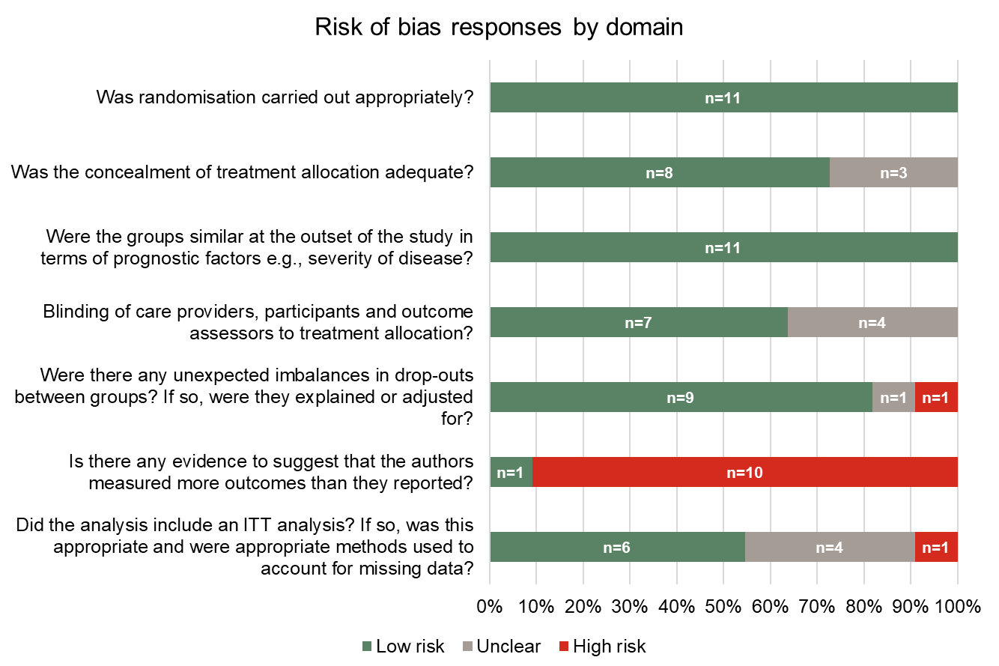 Risk of bias responses by domain
Was randomisation carried out appropriately?
n=11
Was the concealment of treatment allocation adequate?
n=8
n=3
Were the groups similar at the outset of the study in
terms of prognostic factors e.g., severity of disease?
n=11
Blinding of care providers, participants and outcome
assessors to treatment allocation?
n=7
n=4
Were there any unexpected imbalances in drop-outs
between groups? If so, were they explained or adjusted
for?
n=9
n=1
n=1
Is there any evidence to suggest that the authors
measured more outcomes than they reported?
n=1
n=10
Did the analysis include an ITT analysis? If so, was this
appropriate and were appropriate methods used to
account for missing data?
n=6
n=4
n=1
0% 10% 20% 30% 40% 50% 60% 70% 80% 90% 100%
Low risk Unclear High risk